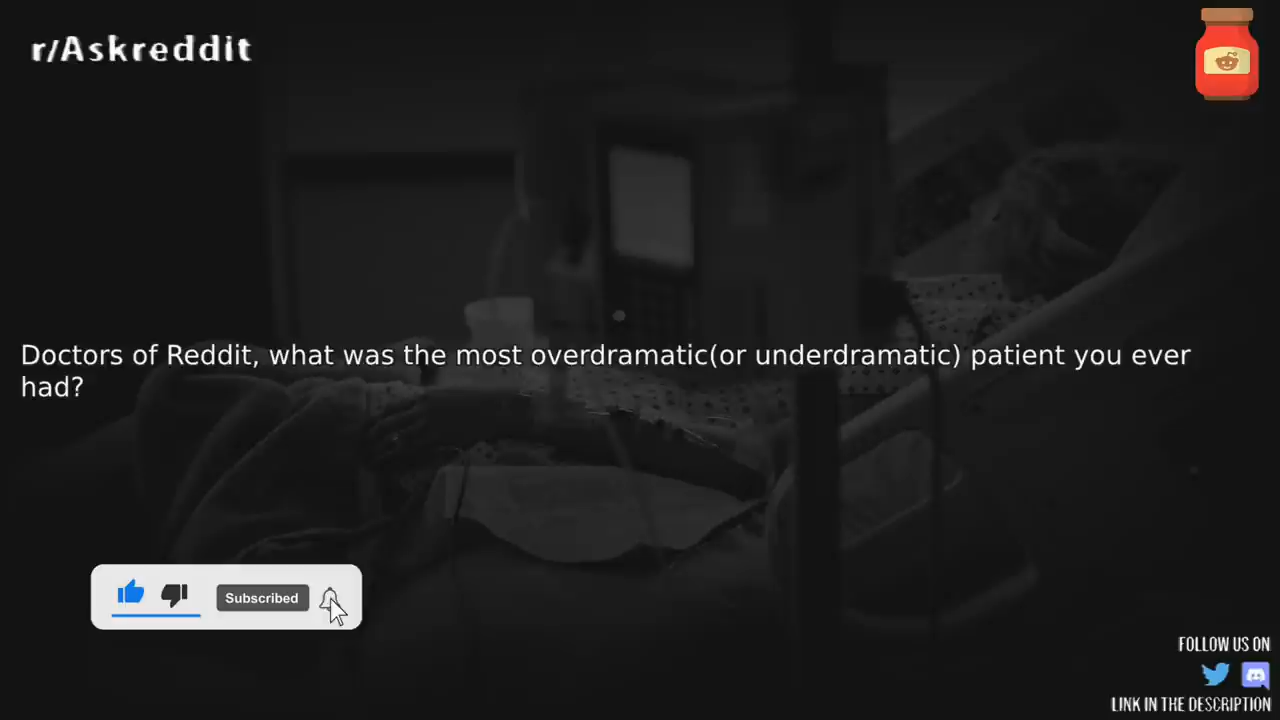 r/Askreddit
Doctors of Reddit, what was the most overdramatic(or underdramatic) patient you ever
had?
Subscribed
FOLLOW US ON
LINK IN THE DESCRIPTION